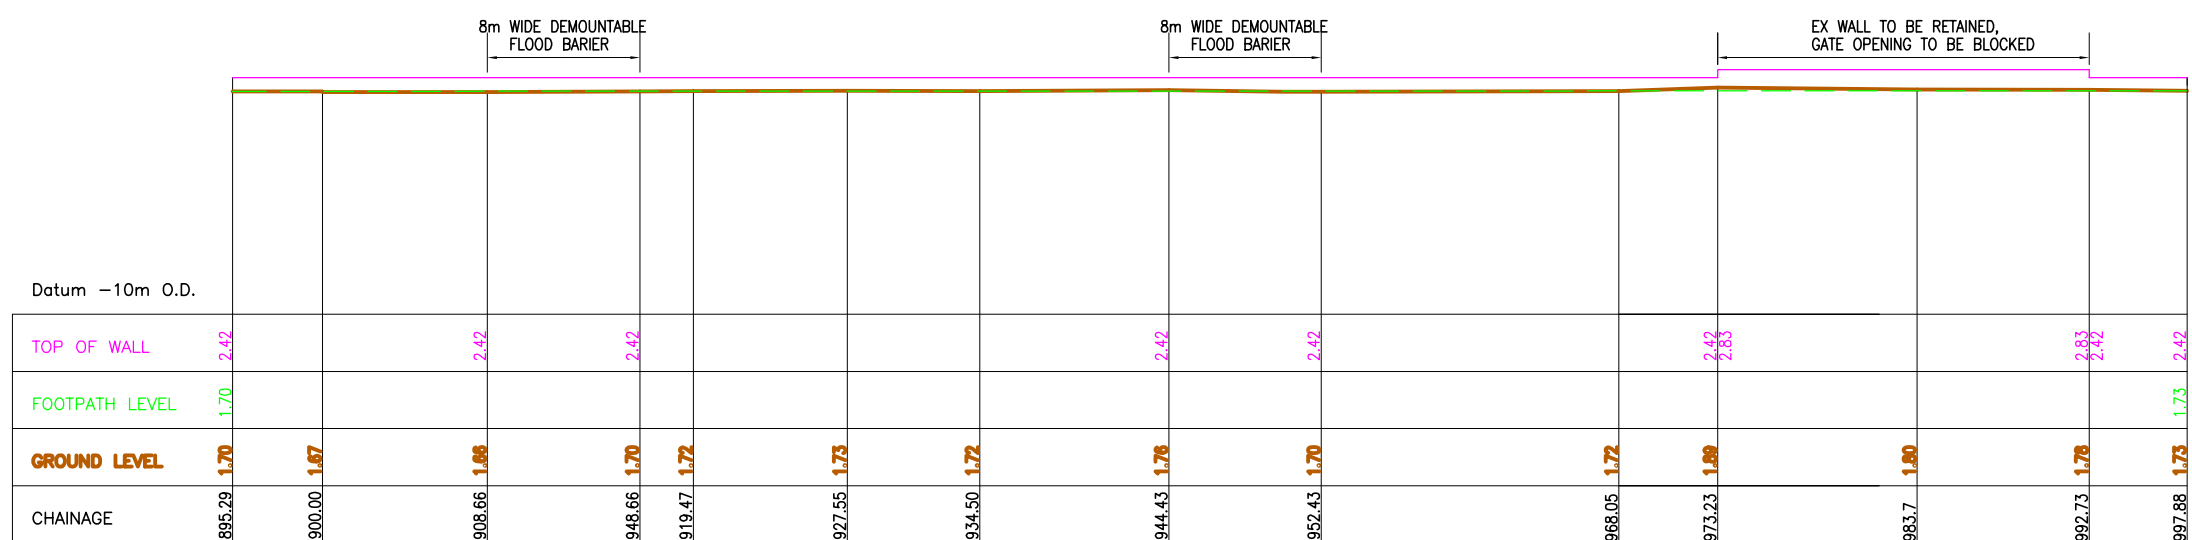 8m WIDE DEMOUNTABLE
FLOOD BARIER
8m WIDE DEMOUNTABLE
FLOOD BARIER
EX WALL TO BE RETAINED,
GATE OPENING TO BE BLOCKED
Datum -10m O.D.
TOP OF WALL 2.42 2.42 2.42 2.42 2.42 2.42 2.83 2.83 2.42 2.42
FOOTPATH LEVEL 1.70 1.73
GROUND LEVEL 1.70 1.67 1.66 1.70 1.72 1.73 1.72 1.76 1.70 1.72 1.89 1.80 1.78 1.73
CHAINAGE 895.29 900.00 908.66 948.66 919.47 927.55 934.50 944.43 952.43 968.05 973.23 983.7 992.73 997.88